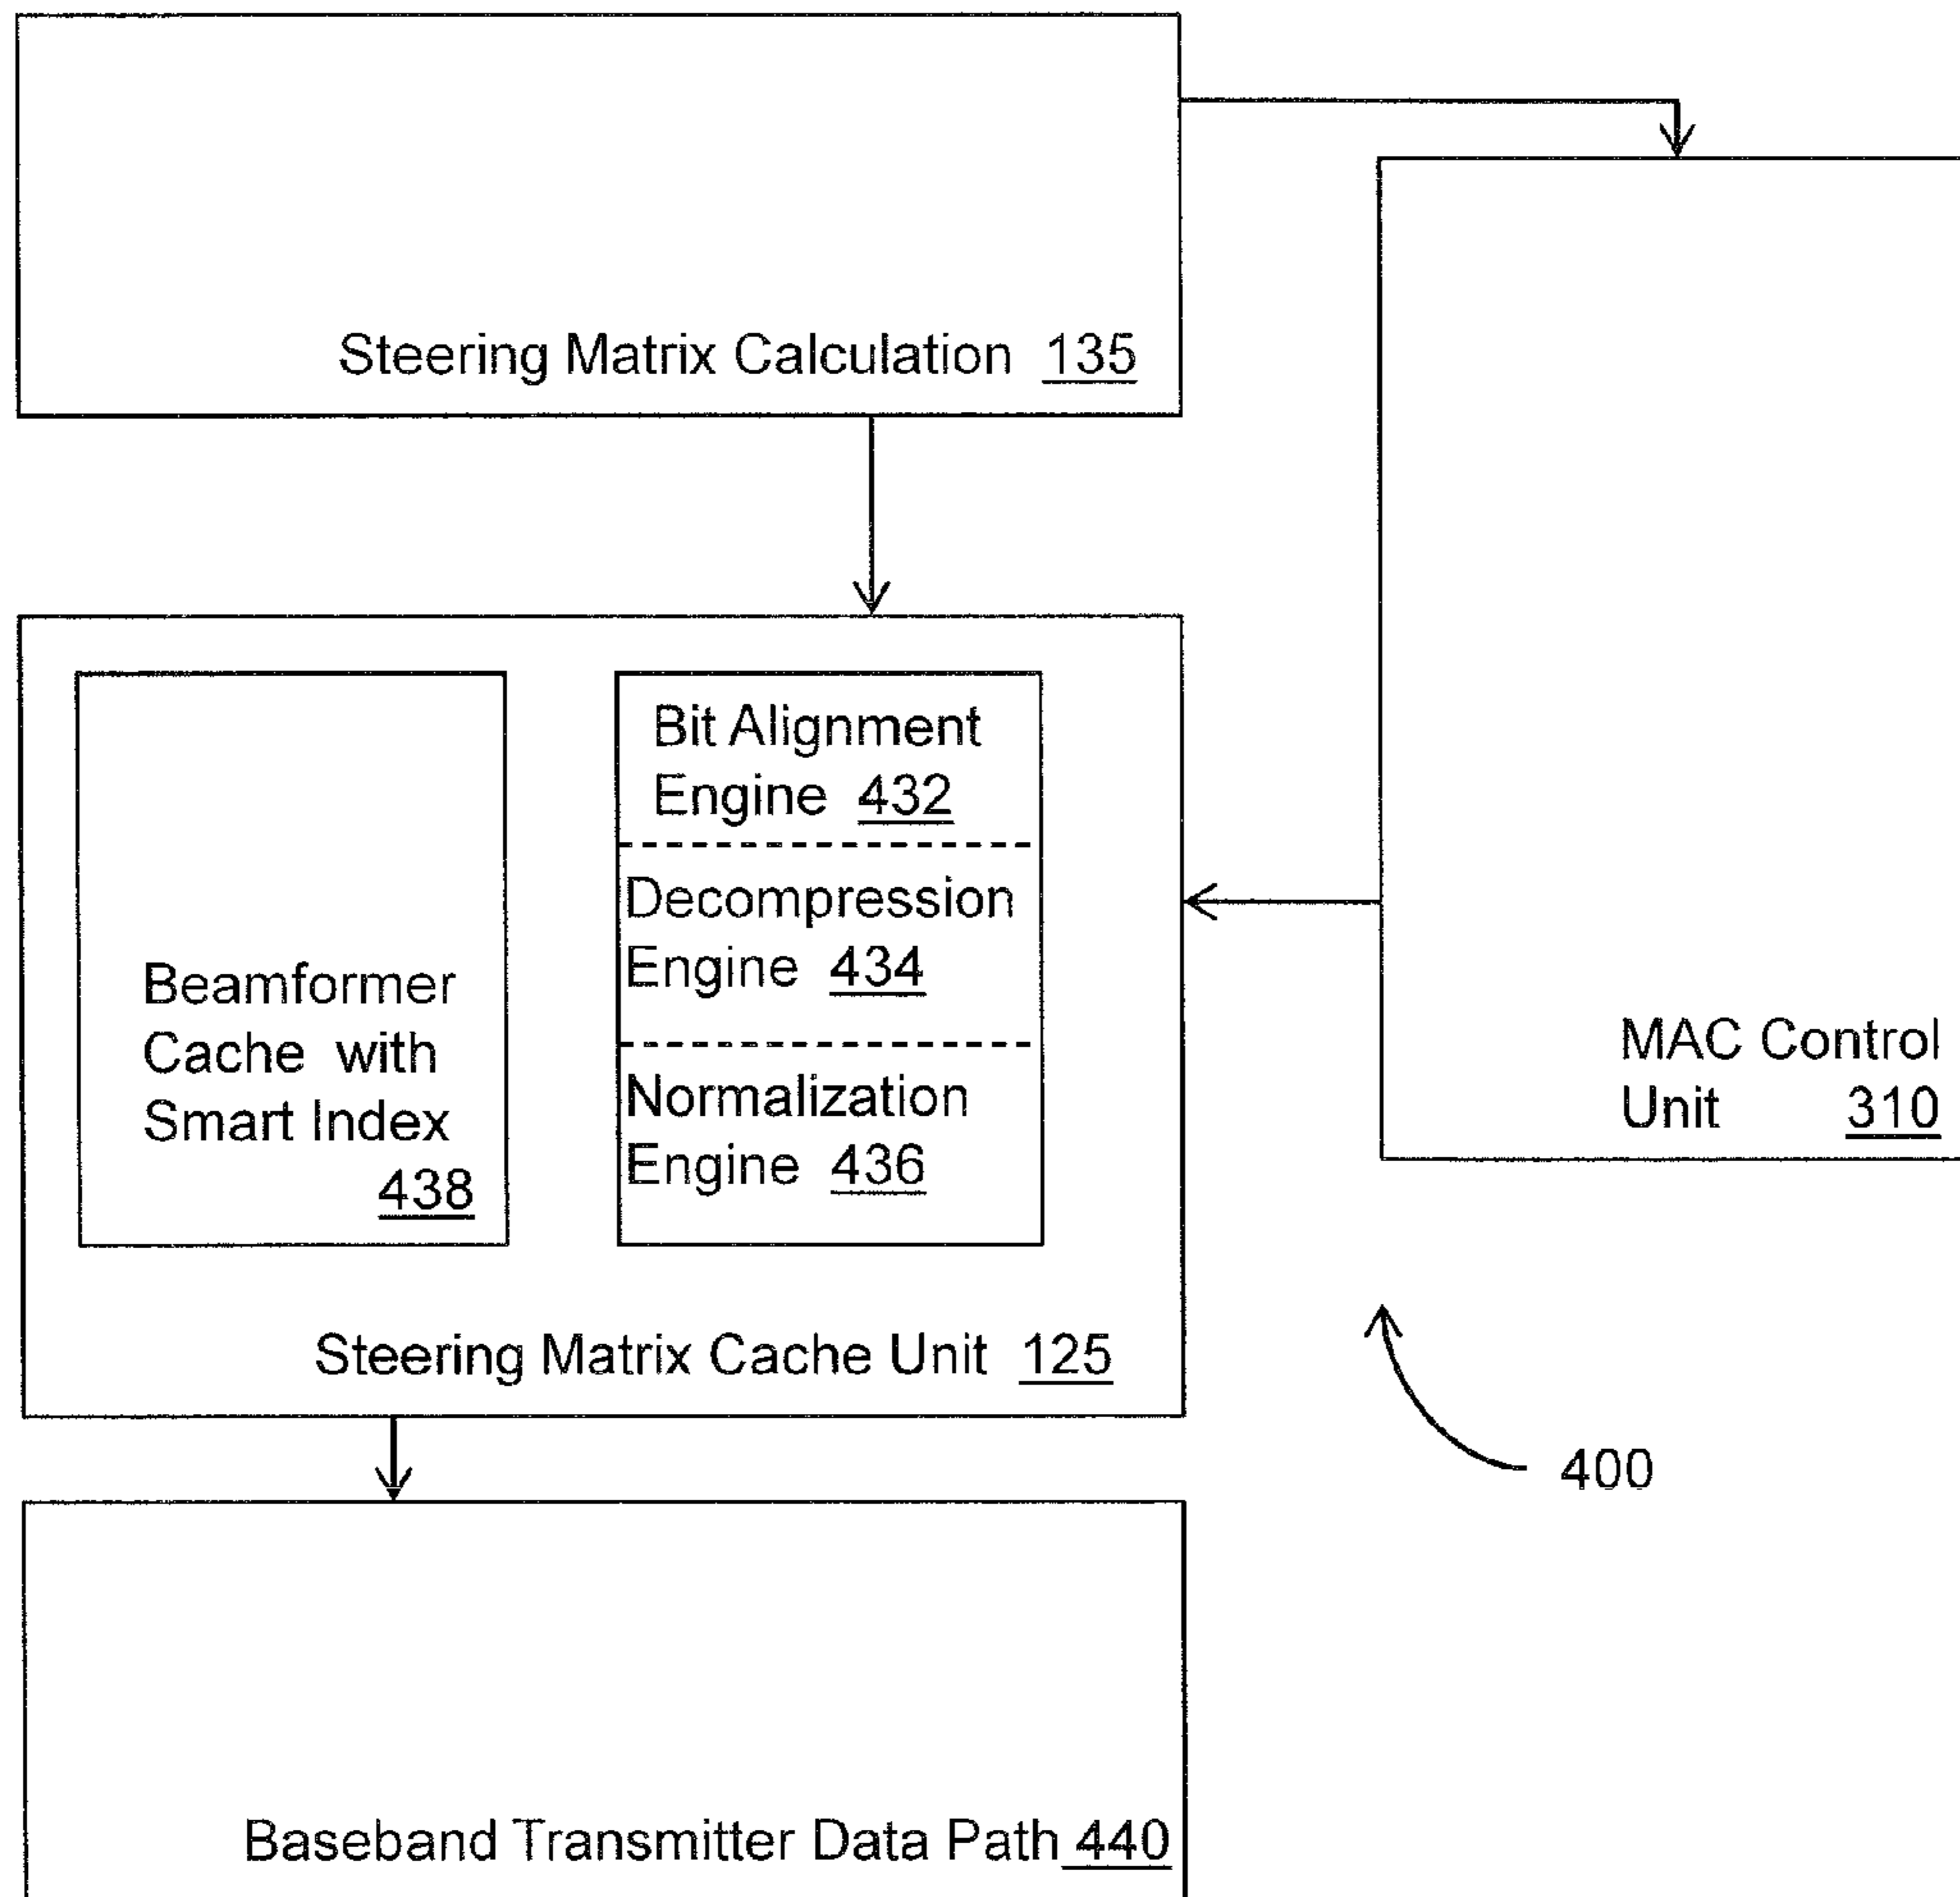 Steering Matrix Calculation 135
Bit Alignment
Engine 432
Decompression
Engine 434
Normalization
Engine 436
Beamformer
Cache with
Smart Index
438
MAC Control
Unit 310
Steering Matrix Cache Unit 125
400
Baseband Transmitter Data Path 440